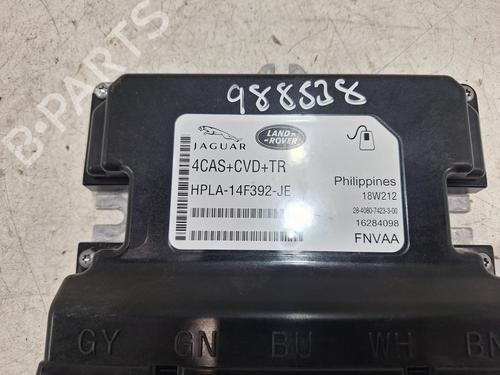 988538
JAGUAR
LAND-
ROVER
4CAS+CVD+TR
HPLA-14F392-JE
Philippines
18W212
28-4080-7423-3-00
16284098
FNVAA
GY GN BU WH BN
B-PARTS